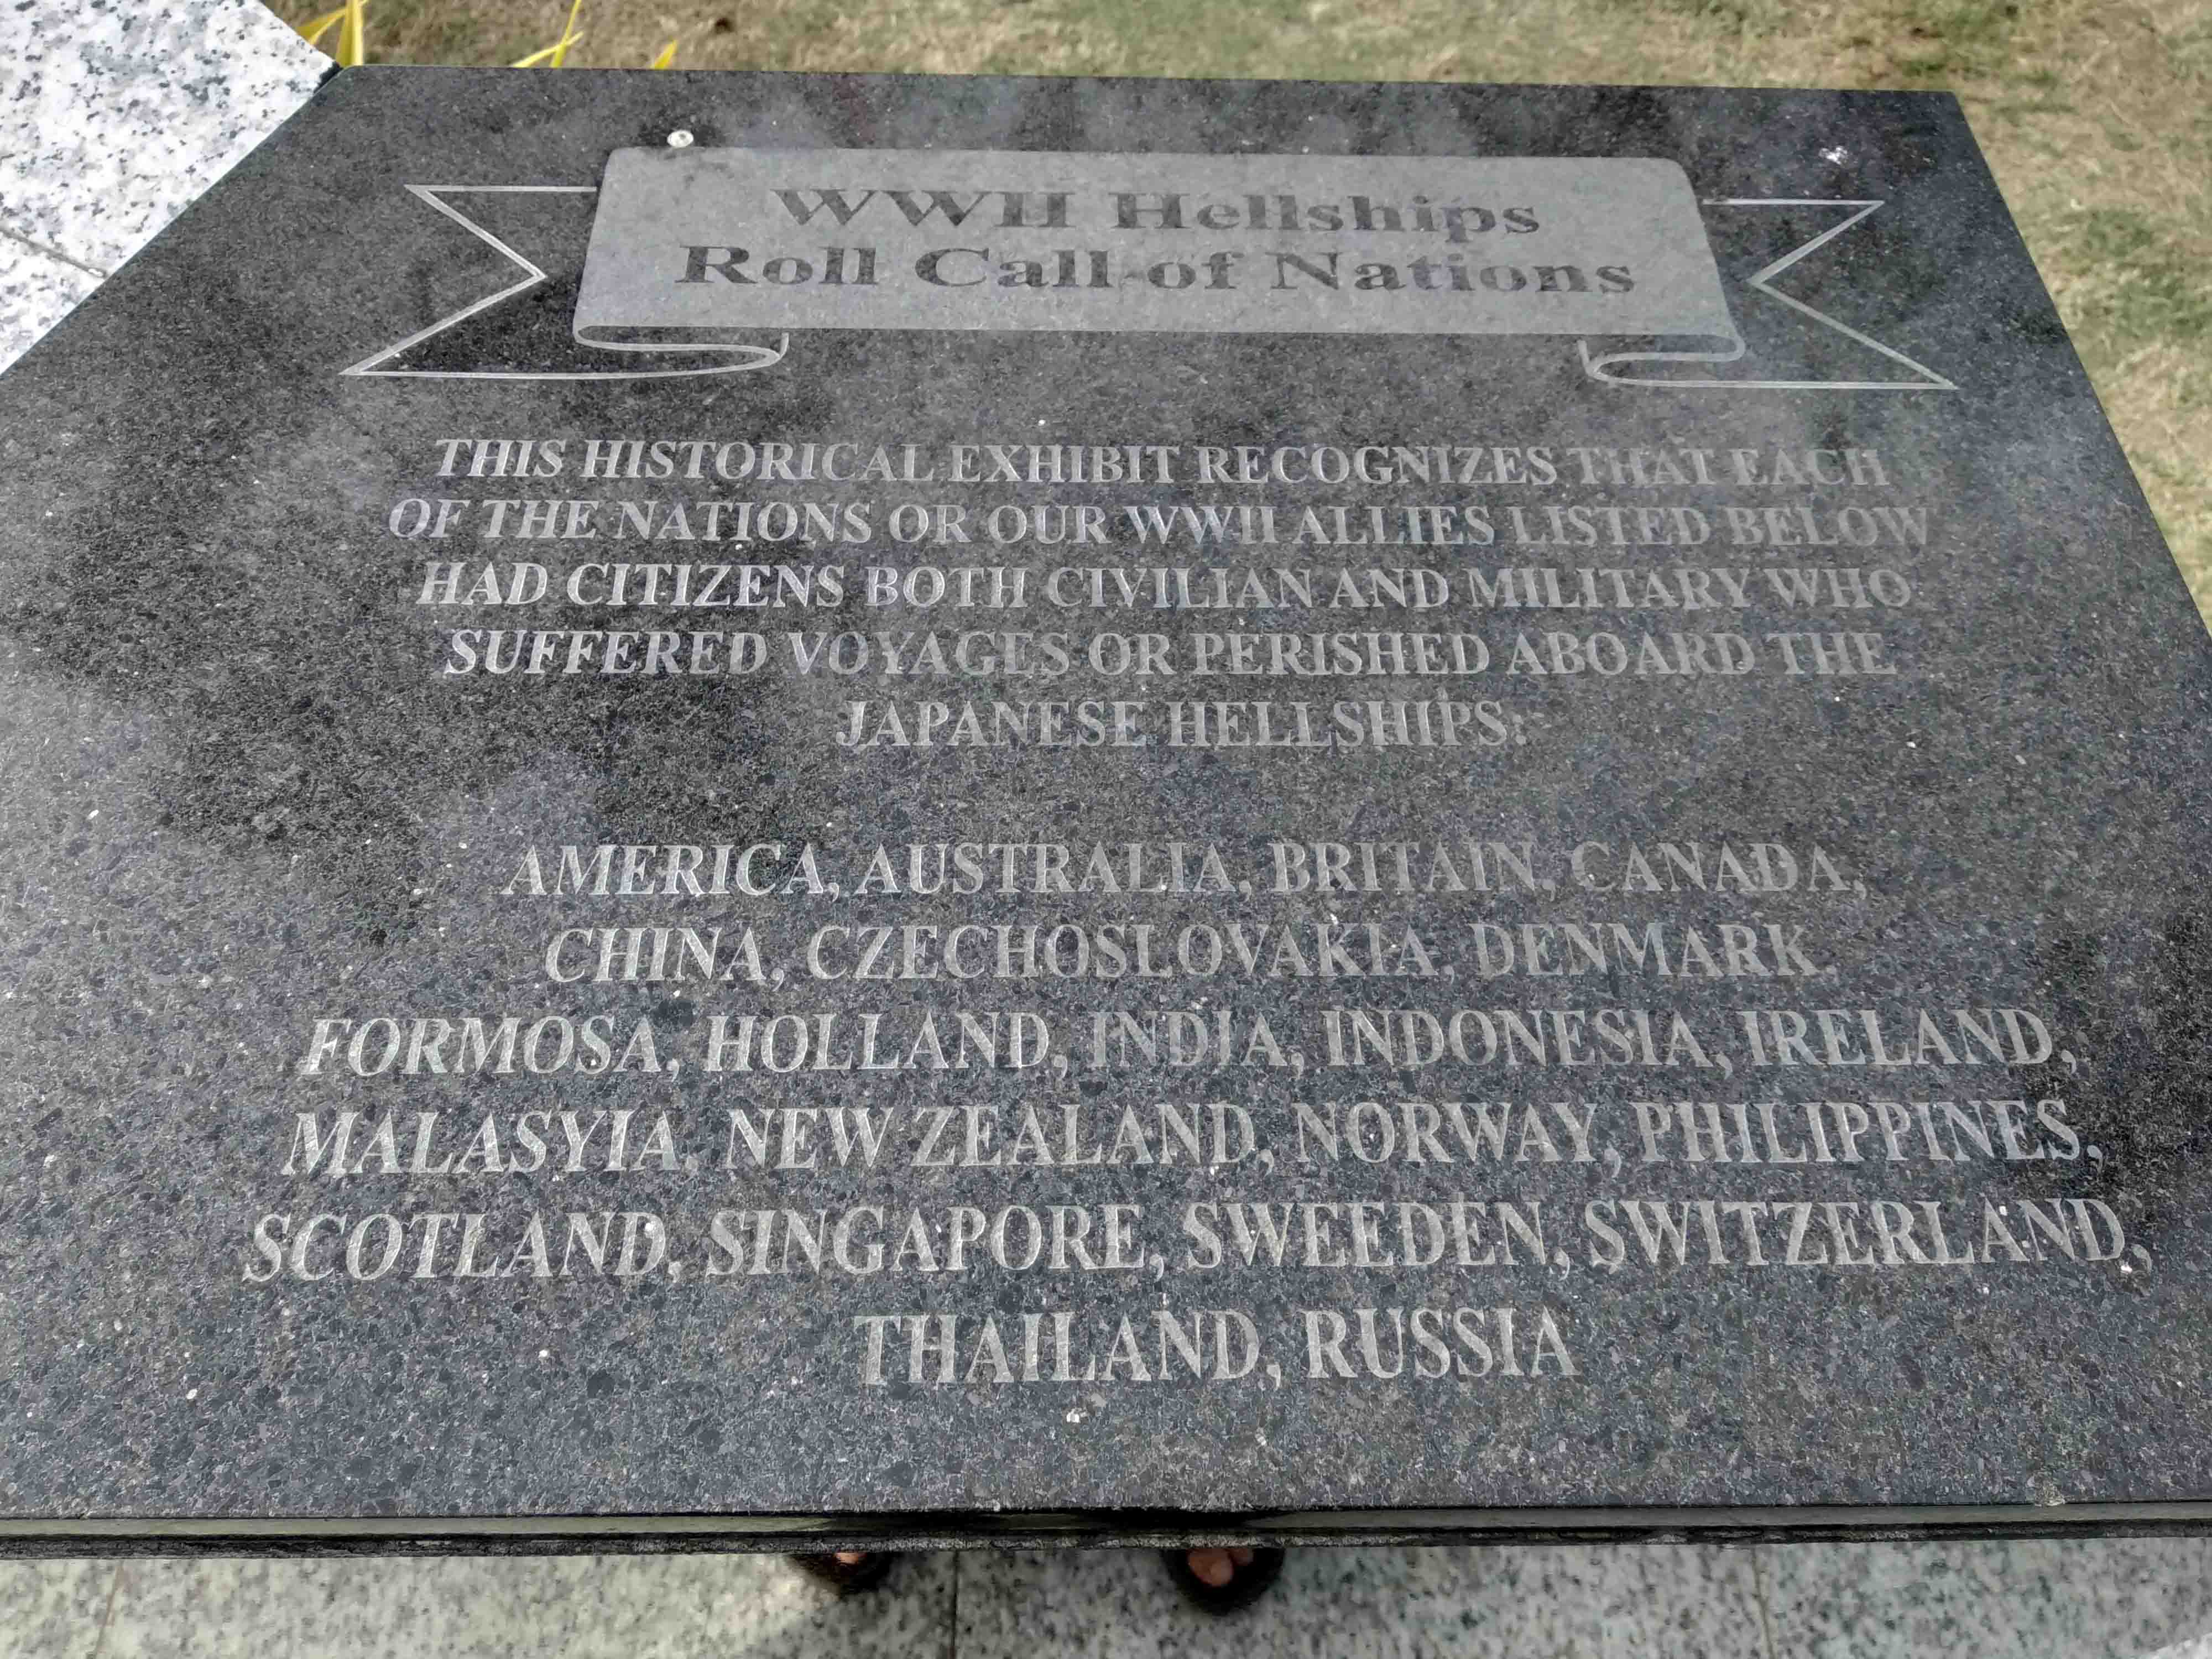 WWII Hellships
Roll Call of Nations
THIS HISTORICAL EXHIBIT RECOGNIZES THAT EACH
OF THE NATIONS OR OUR WWII ALLIES LISTED BELOW
HAD CITIZENS BOTH CIVILIAN AND MILITARY WHO
SUFFERED VOYAGES OR PERISHED ABOARD THE
JAPANESE HELLSHIPS:
AMERICA, AUSTRALIA, BRITAIN, CANADA,
CHINA, CZECHOSLOVAKIA, DENMARK,
FORMOSA, HOLLAND, INDIA, INDONESIA, IRELAND,
MALASYIA, NEW ZEALAND, NORWAY, PHILIPPINES,
SCOTLAND, SINGAPORE, SWEEDEN, SWITZERLAND,
THAILAND, RUSSIA